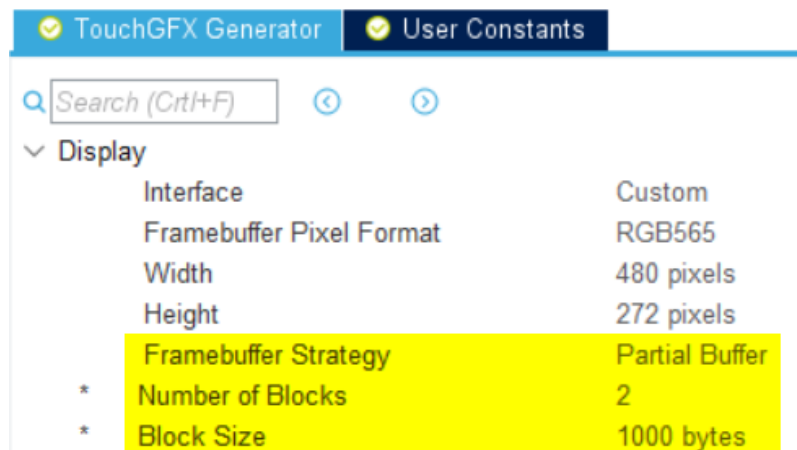 TouchGFX Generator User Constants
Search (Crtl+F)
Display
Interface Custom
Framebuffer Pixel Format RGB565
Width 480 pixels
Height 272 pixels
Framebuffer Strategy Partial Buffer
* Number of Blocks 2
* Block Size 1000 bytes